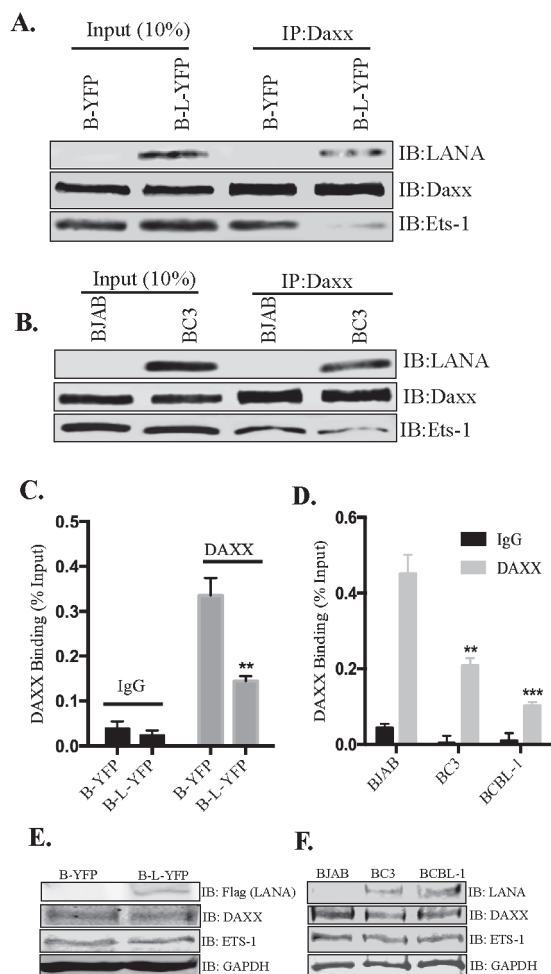 A.
Input (10%) IP:Daxx
B-YFP B-L-YFP B-YFP B-L-YFP
IB:LANA
IB:Daxx
IB:Ets-1
B.
Input (10%) IP:Daxx
BJAB BC3 BJAB BC3
IB:LANA
IB:Daxx
IB:Ets-1
C.
DAXX Binding (% Input)
0.5
0.4
0.3
0.2
0.1
0.0
IgG
DAXX
**
B-YFP B-L-YFP B-YFP B-L-YFP
D.
DAXX Binding (% Input)
0.6
0.4
0.2
0.0
IgG
DAXX
**
***
BJAB BC3 BCBL-1
E.
B-YFP B-L-YFP
IB: Flag (LANA)
IB: DAXX
IB: ETS-1
IB: GAPDH
F.
BJAB BC3 BCBL-1
IB: LANA
IB: DAXX
IB: ETS-1
IB: GAPDH